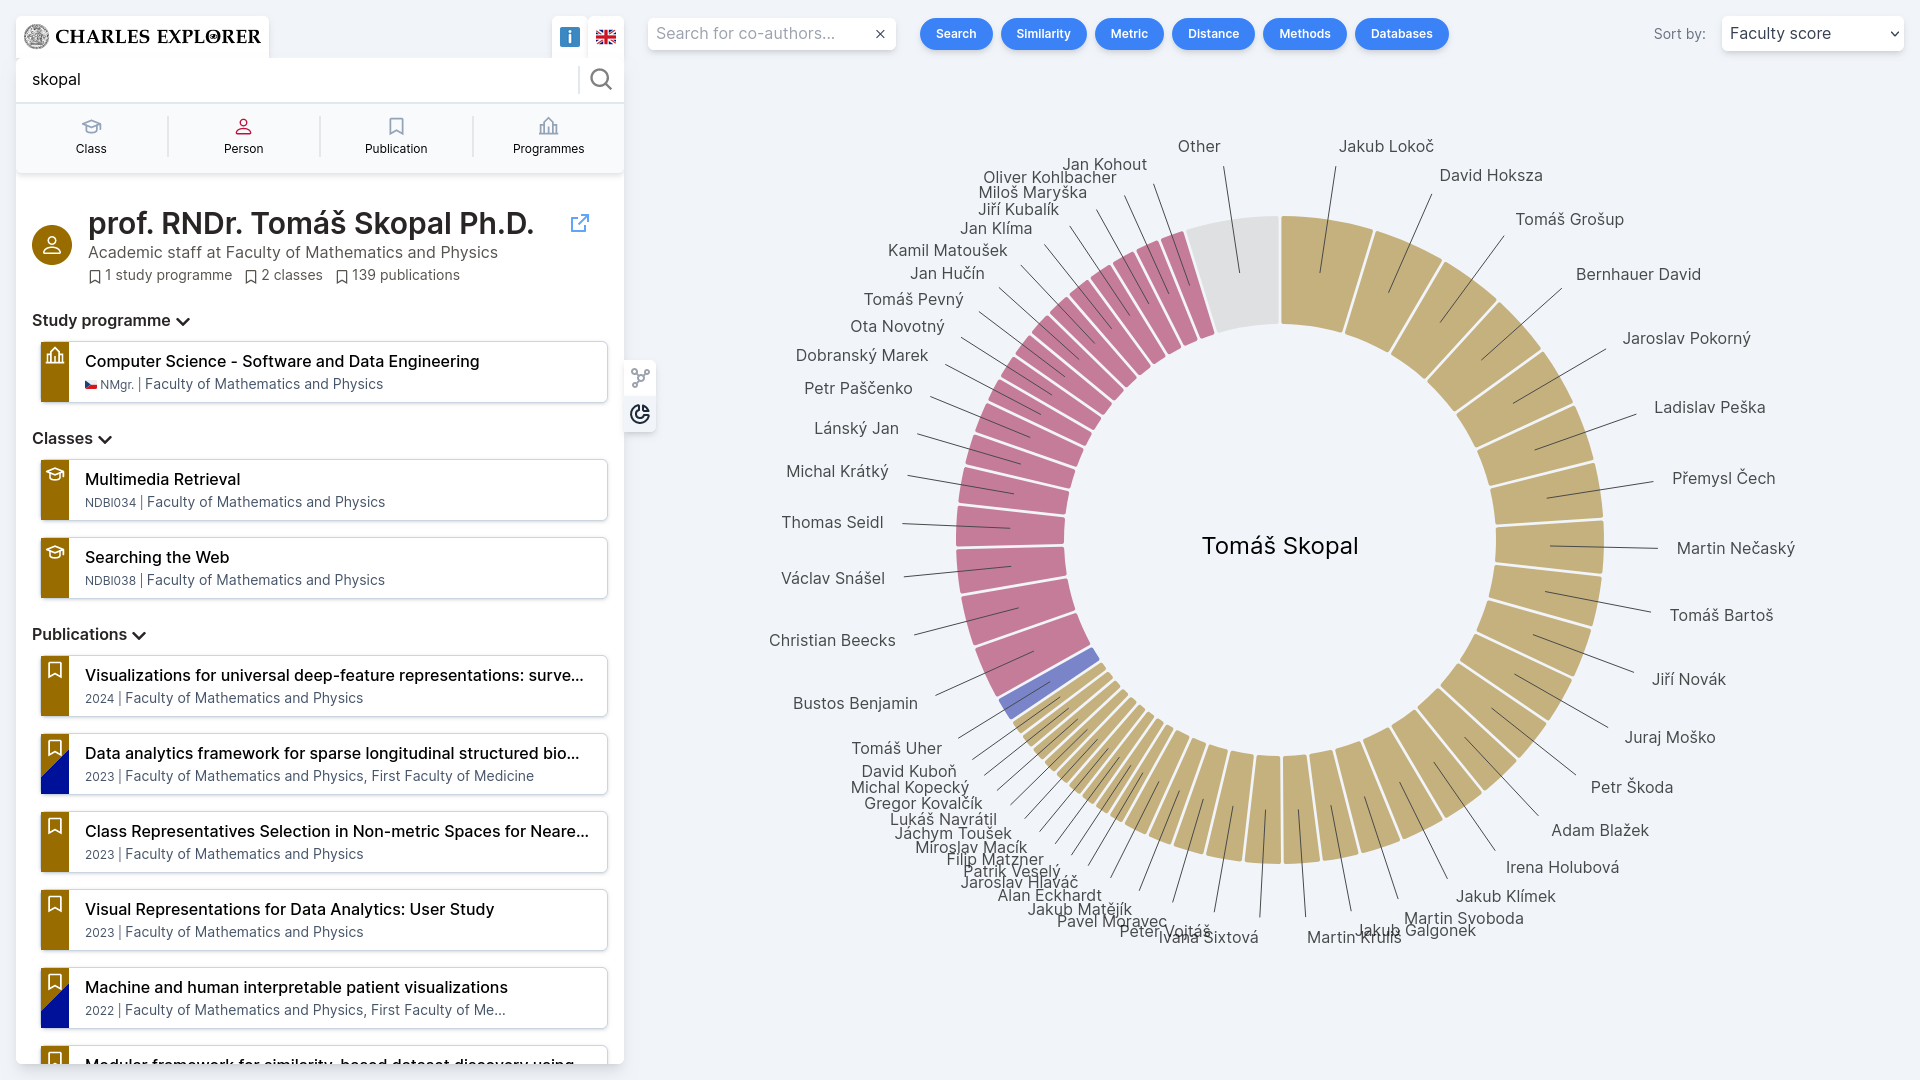 CHARLES EXPLORER
skopal
Class
Person
Publication
Programmes
prof. RNDr. Tomáš Skopal Ph.D.
Academic staff at Faculty of Mathematics and Physics
1 study programme 2 classes 139 publications
Study programme
Computer Science - Software and Data Engineering
NMgr. | Faculty of Mathematics and Physics
Classes
Multimedia Retrieval
NDBI034 | Faculty of Mathematics and Physics
Searching the Web
NDBI038 | Faculty of Mathematics and Physics
Publications
Visualizations for universal deep-feature representations: surve...
2024 | Faculty of Mathematics and Physics
Data analytics framework for sparse longitudinal structured bio...
2023 | Faculty of Mathematics and Physics, First Faculty of Medicine
Class Representatives Selection in Non-metric Spaces for Neare...
2023 | Faculty of Mathematics and Physics
Visual Representations for Data Analytics: User Study
2023 | Faculty of Mathematics and Physics
Machine and human interpretable patient visualizations
2022 | Faculty of Mathematics and Physics, First Faculty of Me...
Modular framework for similarity-based dataset discovery using
Search for co-authors...
Search
Similarity
Metric
Distance
Methods
Databases
Sort by:
Faculty score
Other
Jakub Lokoč
David Hoksza
Tomáš Grošup
Bernhauer David
Jaroslav Pokorný
Ladislav Peška
Přemysl Čech
Martin Nečaský
Tomáš Bartoš
Jiří Novák
Juraj Moško
Petr Škoda
Adam Blažek
Irena Holubová
Jakub Klímek
Martin Svoboda
Jakub Galgonek
Martin Kruliš
Ivana Sixtová
Peter Vojtáš
Pavel Moravec
Jakub Matějík
Alan Eckhardt
Jaroslav Hlaváč
Patrik Veselý
Filip Matzner
Miroslav Macík
Jáchym Toušek
Lukáš Navrátil
Gregor Kovalčík
Michal Kopecký
David Kuboň
Tomáš Uher
Bustos Benjamin
Christian Beecks
Václav Snášel
Thomas Seidl
Michal Krátký
Lánský Jan
Petr Paščenko
Dobranský Marek
Ota Novotný
Tomáš Pevný
Jan Hučín
Kamil Matoušek
Jan Klíma
Jiří Kubalík
Miloš Maryška
Oliver Kohlbacher
Jan Kohout
Tomáš Skopal